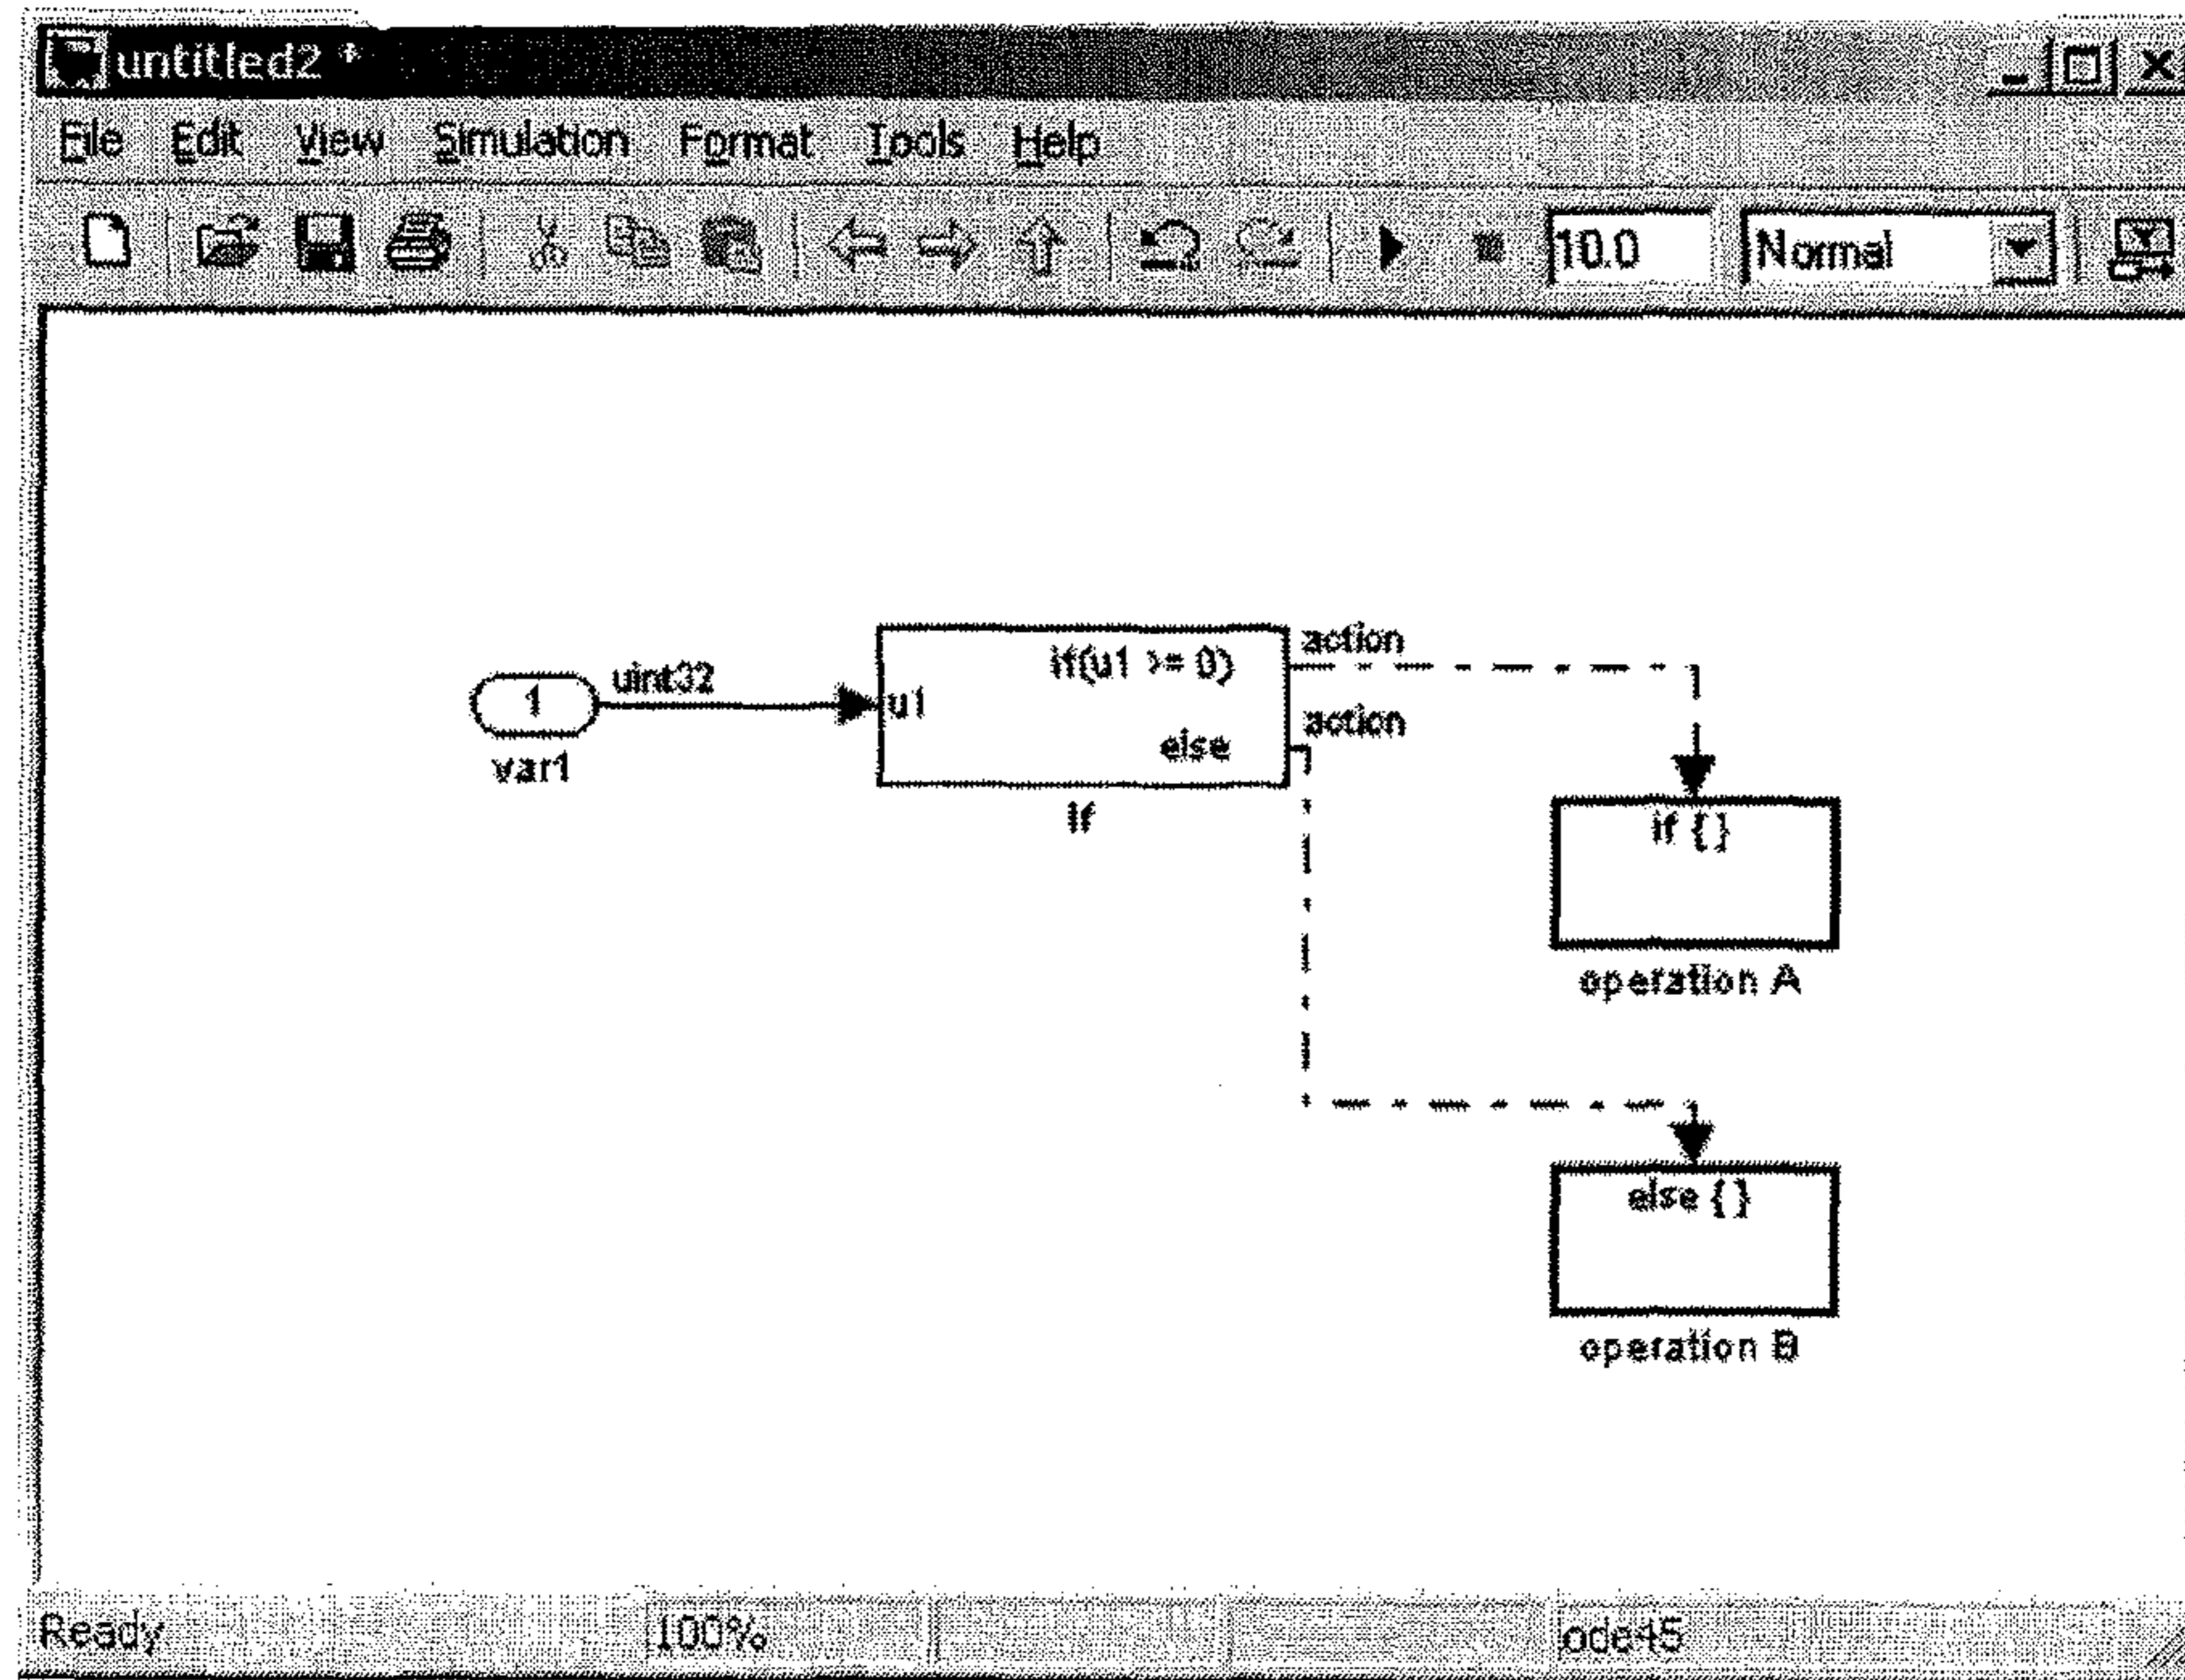 untitled2 *
File Edit View Simulation Format Tools Help
10.0 Normal
action
if(u1 >= 0)
uint32
1
u1
action
else
var1
if
if { }
operation A
else { }
operation B
Ready 100% ode45